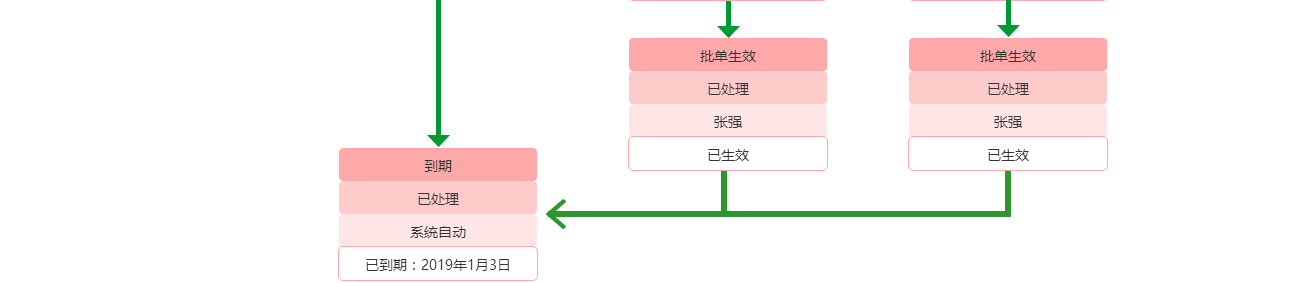 批单生效
已处理
张强
已生效
批单生效
已处理
张强
已生效
到期
已处理
系统自动
已到期：2019年1月3日